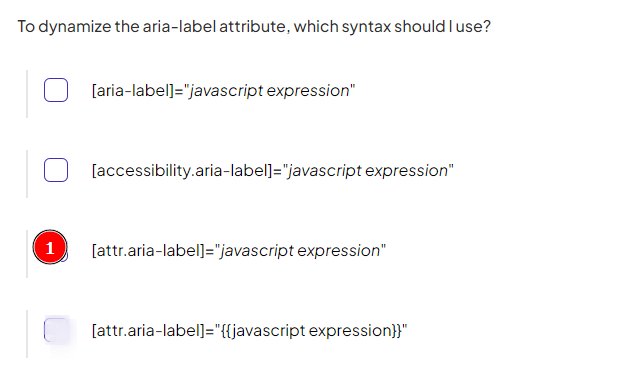 To dynamize the aria-label attribute, which syntax should I use?
[aria-label]="javascript expression"
[accessibility.aria-label]="javascript expression"
1 [attr.aria-label]="javascript expression"
[attr.aria-label]="{{javascript expression}}"